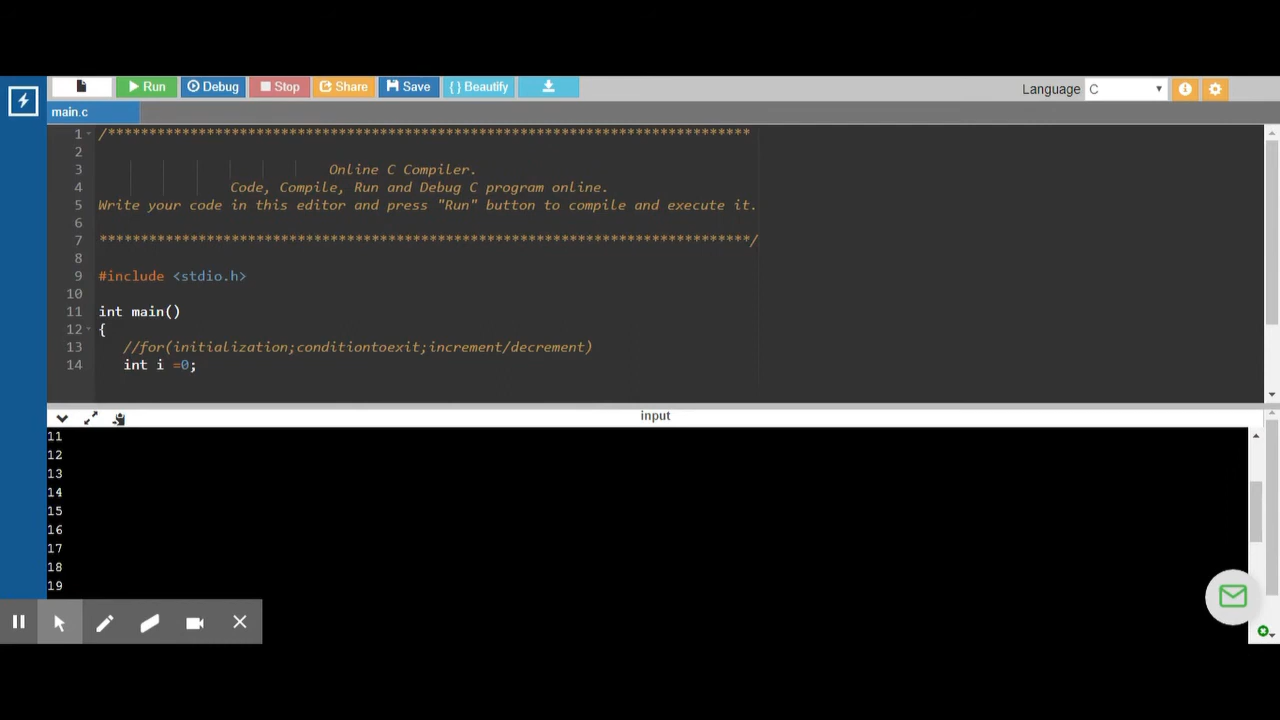 Run Debug Stop Share Save { } Beautify Language C
main.c
1 /******************************************************************************
2
3 Online C Compiler.
4 Code, Compile, Run and Debug C program online.
5 Write your code in this editor and press "Run" button to compile and execute it.
6
7 *******************************************************************************/
8
9 #include <stdio.h>
10
11 int main()
12 {
13 //for(initialization;conditiontoexit;increment/decrement)
14 int i =0;
input
11
12
13
14
15
16
17
18
19